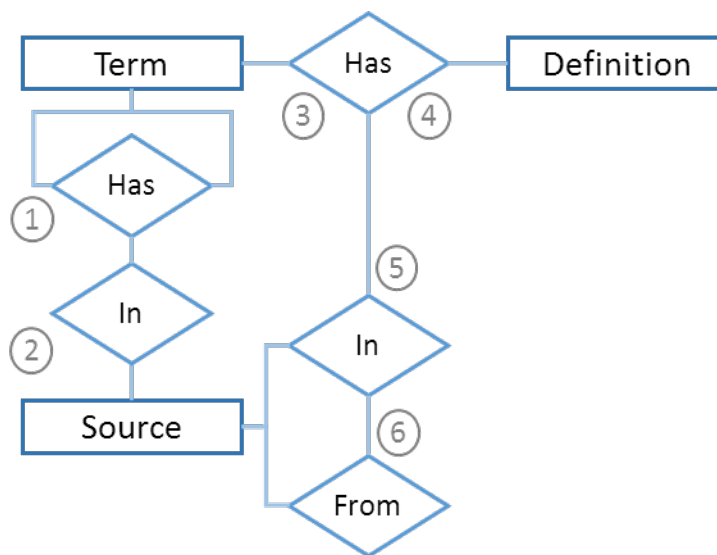 Term
Has
Definition
3
4
Has
1
5
In
In
2
Source
6
From